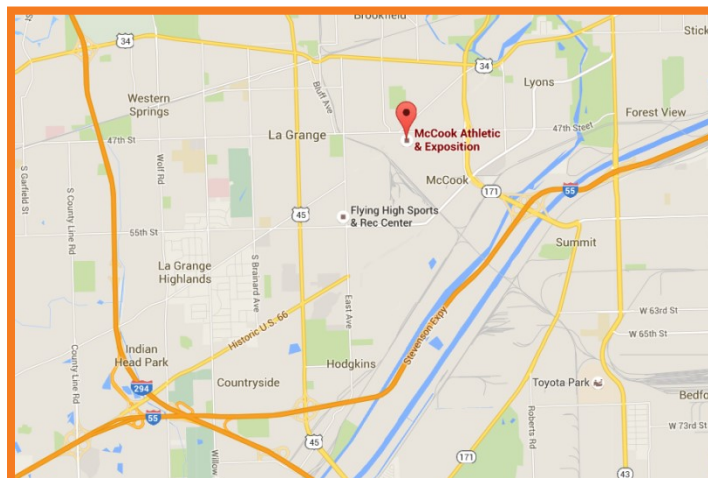 Brookfield
Stick
34
34
Western
Springs
Bluff Ave
Lyons
Forest View
La Grange
McCook Athletic
& Exposition
47th Street
47th St
S Garfield St
S County Line Rd
Wolf Rd
McCook
171
55
45
Flying High Sports
& Rec Center
55th St
Summit
La Grange
Highlands
S Brainard Ave
East Ave
Historic U.S. 66
Stevenson Expy
W 63rd St
W 65th St
Indian
Head Park
County Line Rd
Hodgkins
294
Countryside
Toyota Park
Bedfo
55
Willow
45
171
Roberts Rd
W 73rd St
43